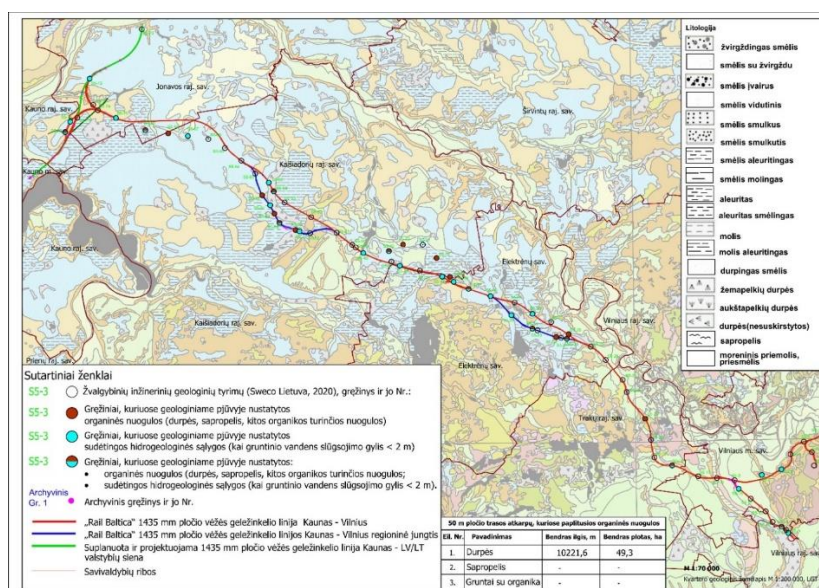 Litologija
žvirgždingas smėlis
smėlis su žvirgždu
smėlis įvairus
smėlis vidutinis
smėlis smulkus
smėlis smulkutis
smėlis aleuritingas
smėlis molingas
aleuritas
aleuritas smėlingas
molis
molis aleuritingas
durpingas smėlis
žemapelkių durpės
aukštapelkių durpės
durpės(nesuskirstytos)
sapropelis
moreninis priemolis,
priesmėlis
Jonavos raj. sav.
Kauno raj. sav.
Širvintų raj. sav.
Kaišiadorių raj. sav.
Kauno m. sav.
Kauno raj. sav.
Elektrėnų sav.
Kaišiadorių raj. sav.
Vilniaus raj. sav.
Prienų raj. sav.
Elektrėnų sav.
Trakų raj. sav.
Vilniaus m. sav.
Vilniaus raj. sav.
Sutartiniai ženklai
S5-3 Žvalgybinių inžinerinių geologinių tyrimų (Sweco Lietuva, 2020), gręžinys ir jo Nr.:
S5-3 Gręžiniai, kuriuose geologiniame pjūvyje nustatytos
organinės nuogulos (durpės, sapropelis, kitos organikos turinčios nuogulos)
S5-3 Gręžiniai, kuriuose geologiniame pjūvyje nustatytos
sudėtingos hidrogeologinės sąlygos (kai gruntinio vandens slūgsojimo gylis < 2 m)
S5-3 Gręžiniai, kuriuose geologiniame pjūvyje nustatytos:
• organinės nuogulos (durpės, sapropelis, kitos organikos turinčios nuogulos;
• sudėtingos hidrogeologinės sąlygos (kai gruntinio vandens slūgsojimo gylis < 2 m).
Archyvinis
Gr. 1 Archyvinis gręžinys ir jo Nr.
„Rail Baltica" 1435 mm pločio vėžės geležinkelio linija Kaunas - Vilnius
„Rail Baltica" 1435 mm pločio vėžės geležinkelio linijos Kaunas - Vilnius regioninė jungtis
Suplanuota ir projektuojama 1435 mm pločio vėžės geležinkelio linija Kaunas - LV/LT
valstybių siena
Savivaldybių ribos
50 m pločio trasos atkarpų, kuriose paplitusios organinės nuogulos
Eil. Nr. Pavadinimas Bendras ilgis, m Bendras plotas, ha
1. Durpės 10221,6 49,3
2. Sapropelis - -
3. Gruntai su organika - -
M 1:70 000